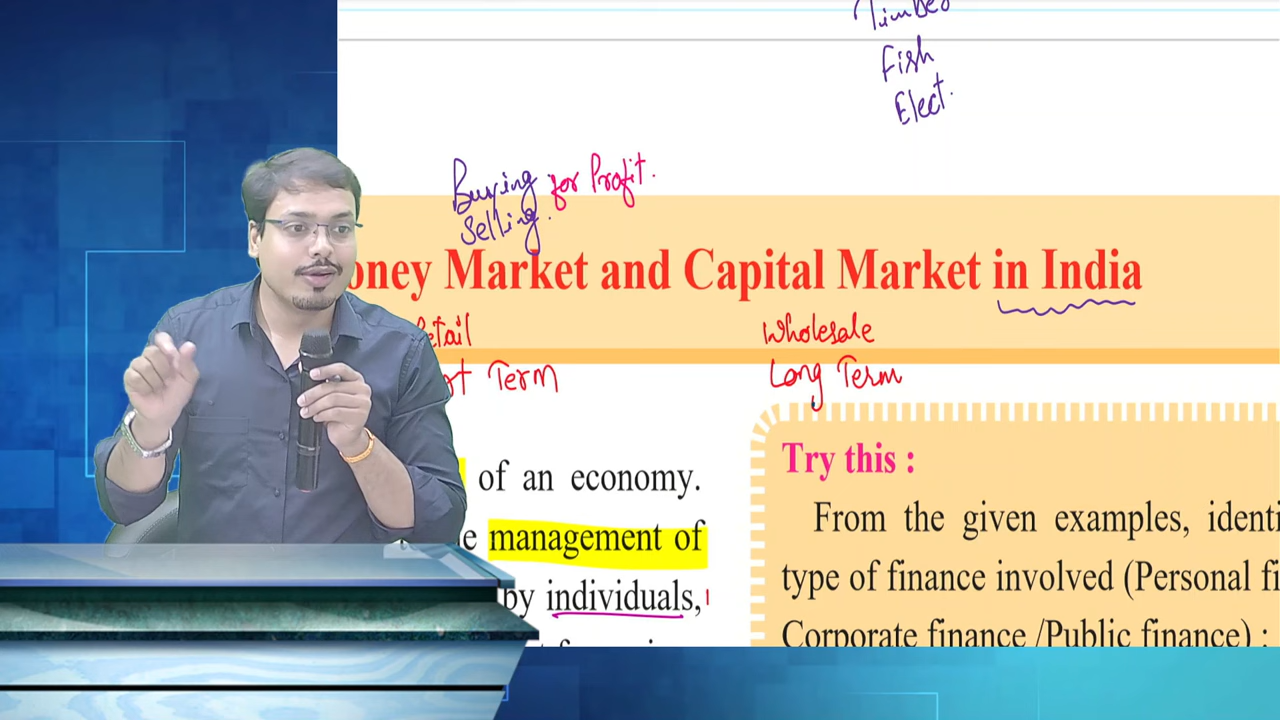 Fish
Elect.
Buying for Profit.
Selling.
oney Market and Capital Market in India
etail Wholesale
Term Long Term
of an economy.
e management of
by individuals,
Try this :
From the given examples, identi
type of finance involved (Personal fi
Corporate finance /Public finance) :